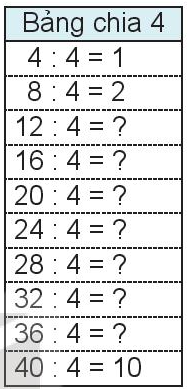 Bảng chia 4
4 : 4 = 1
8 : 4 = 2
12 : 4 = ?
16 : 4 = ?
20 : 4 = ?
24 : 4 = ?
28 : 4 = ?
32 : 4 = ?
36 : 4 = ?
40 : 4 = 10